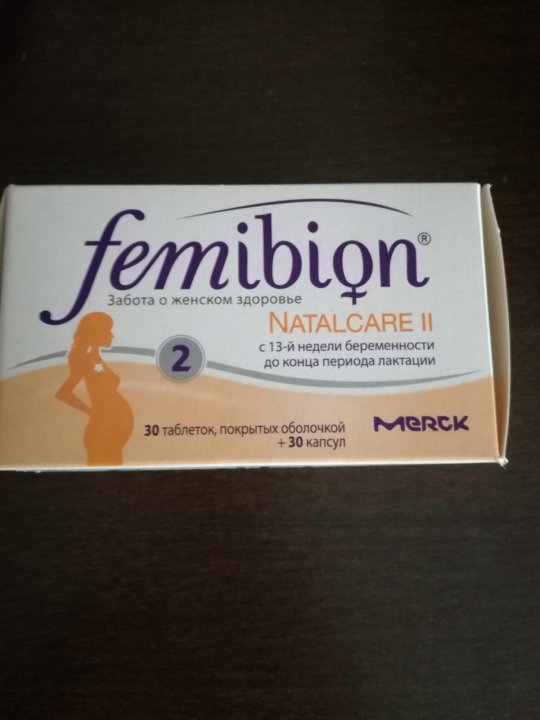 femibion®
Забота о женском здоровье
NATALCARE II
с 13-й недели беременности
до конца периода лактации
2
30 таблеток, покрытых оболочкой
+ 30 капсул
MERCK